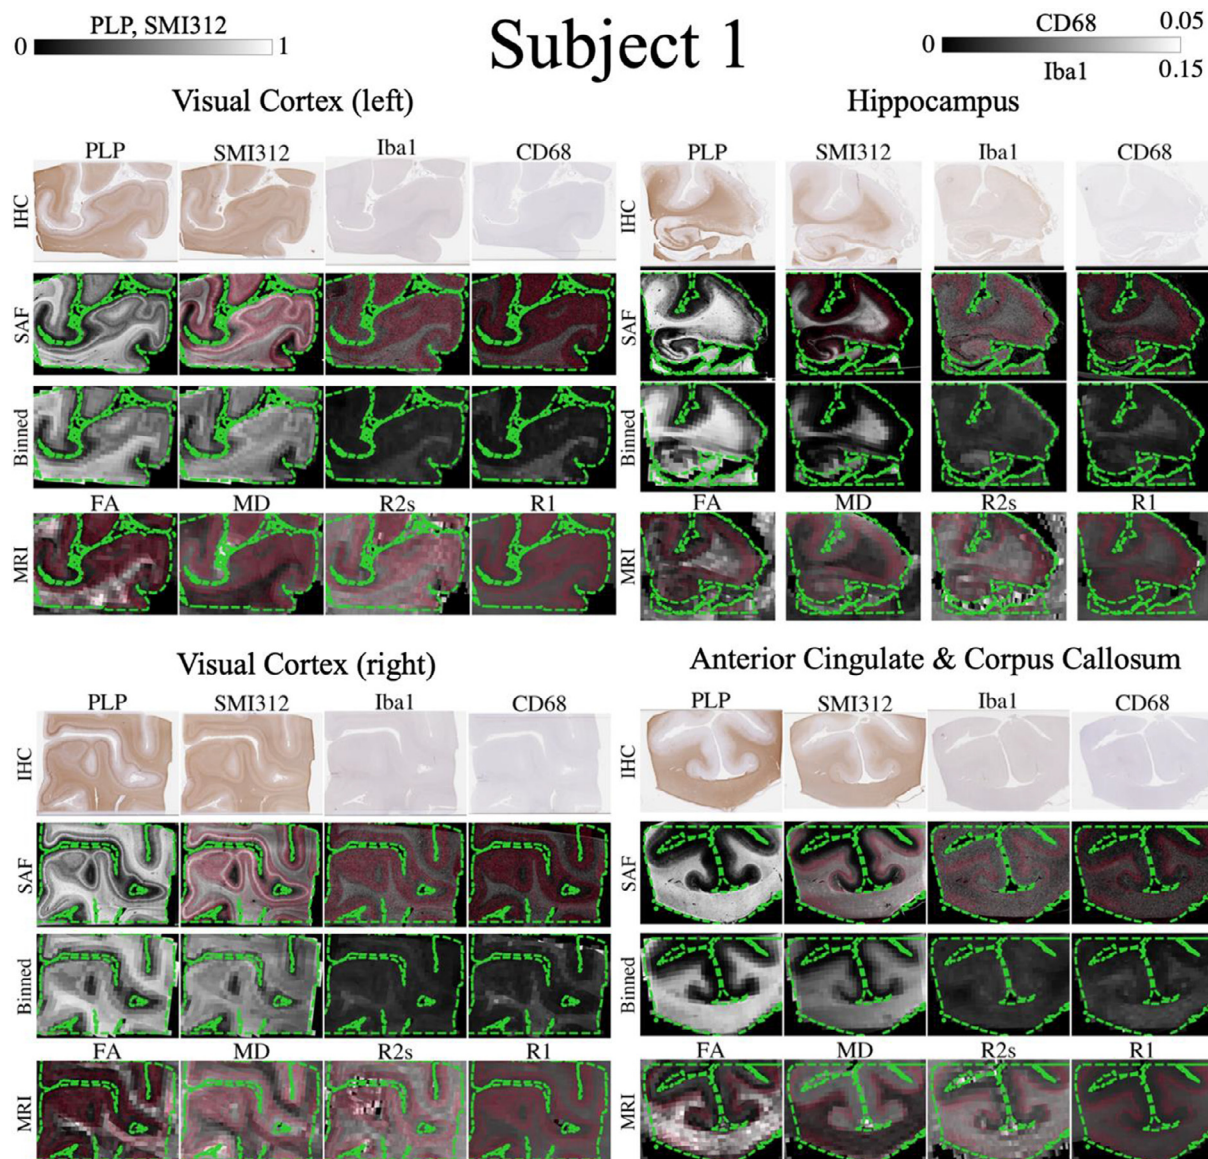 PLP, SMI312
0 1
Subject 1
CD68 0.05
0
Iba1 0.15
Visual Cortex (left)
PLP SMI312 Iba1 CD68
IHC
SAF
Binned
FA MD R2s R1
MRI
Hippocampus
PLP SMI312 Iba1 CD68
IHC
SAF
Binned
FA MD R2s R1
MRI
Visual Cortex (right)
PLP SMI312 Iba1 CD68
IHC
SAF
Binned
FA MD R2s R1
MRI
Anterior Cingulate & Corpus Callosum
PLP SMI312 Iba1 CD68
IHC
SAF
Binned
FA MD R2s R1
MRI